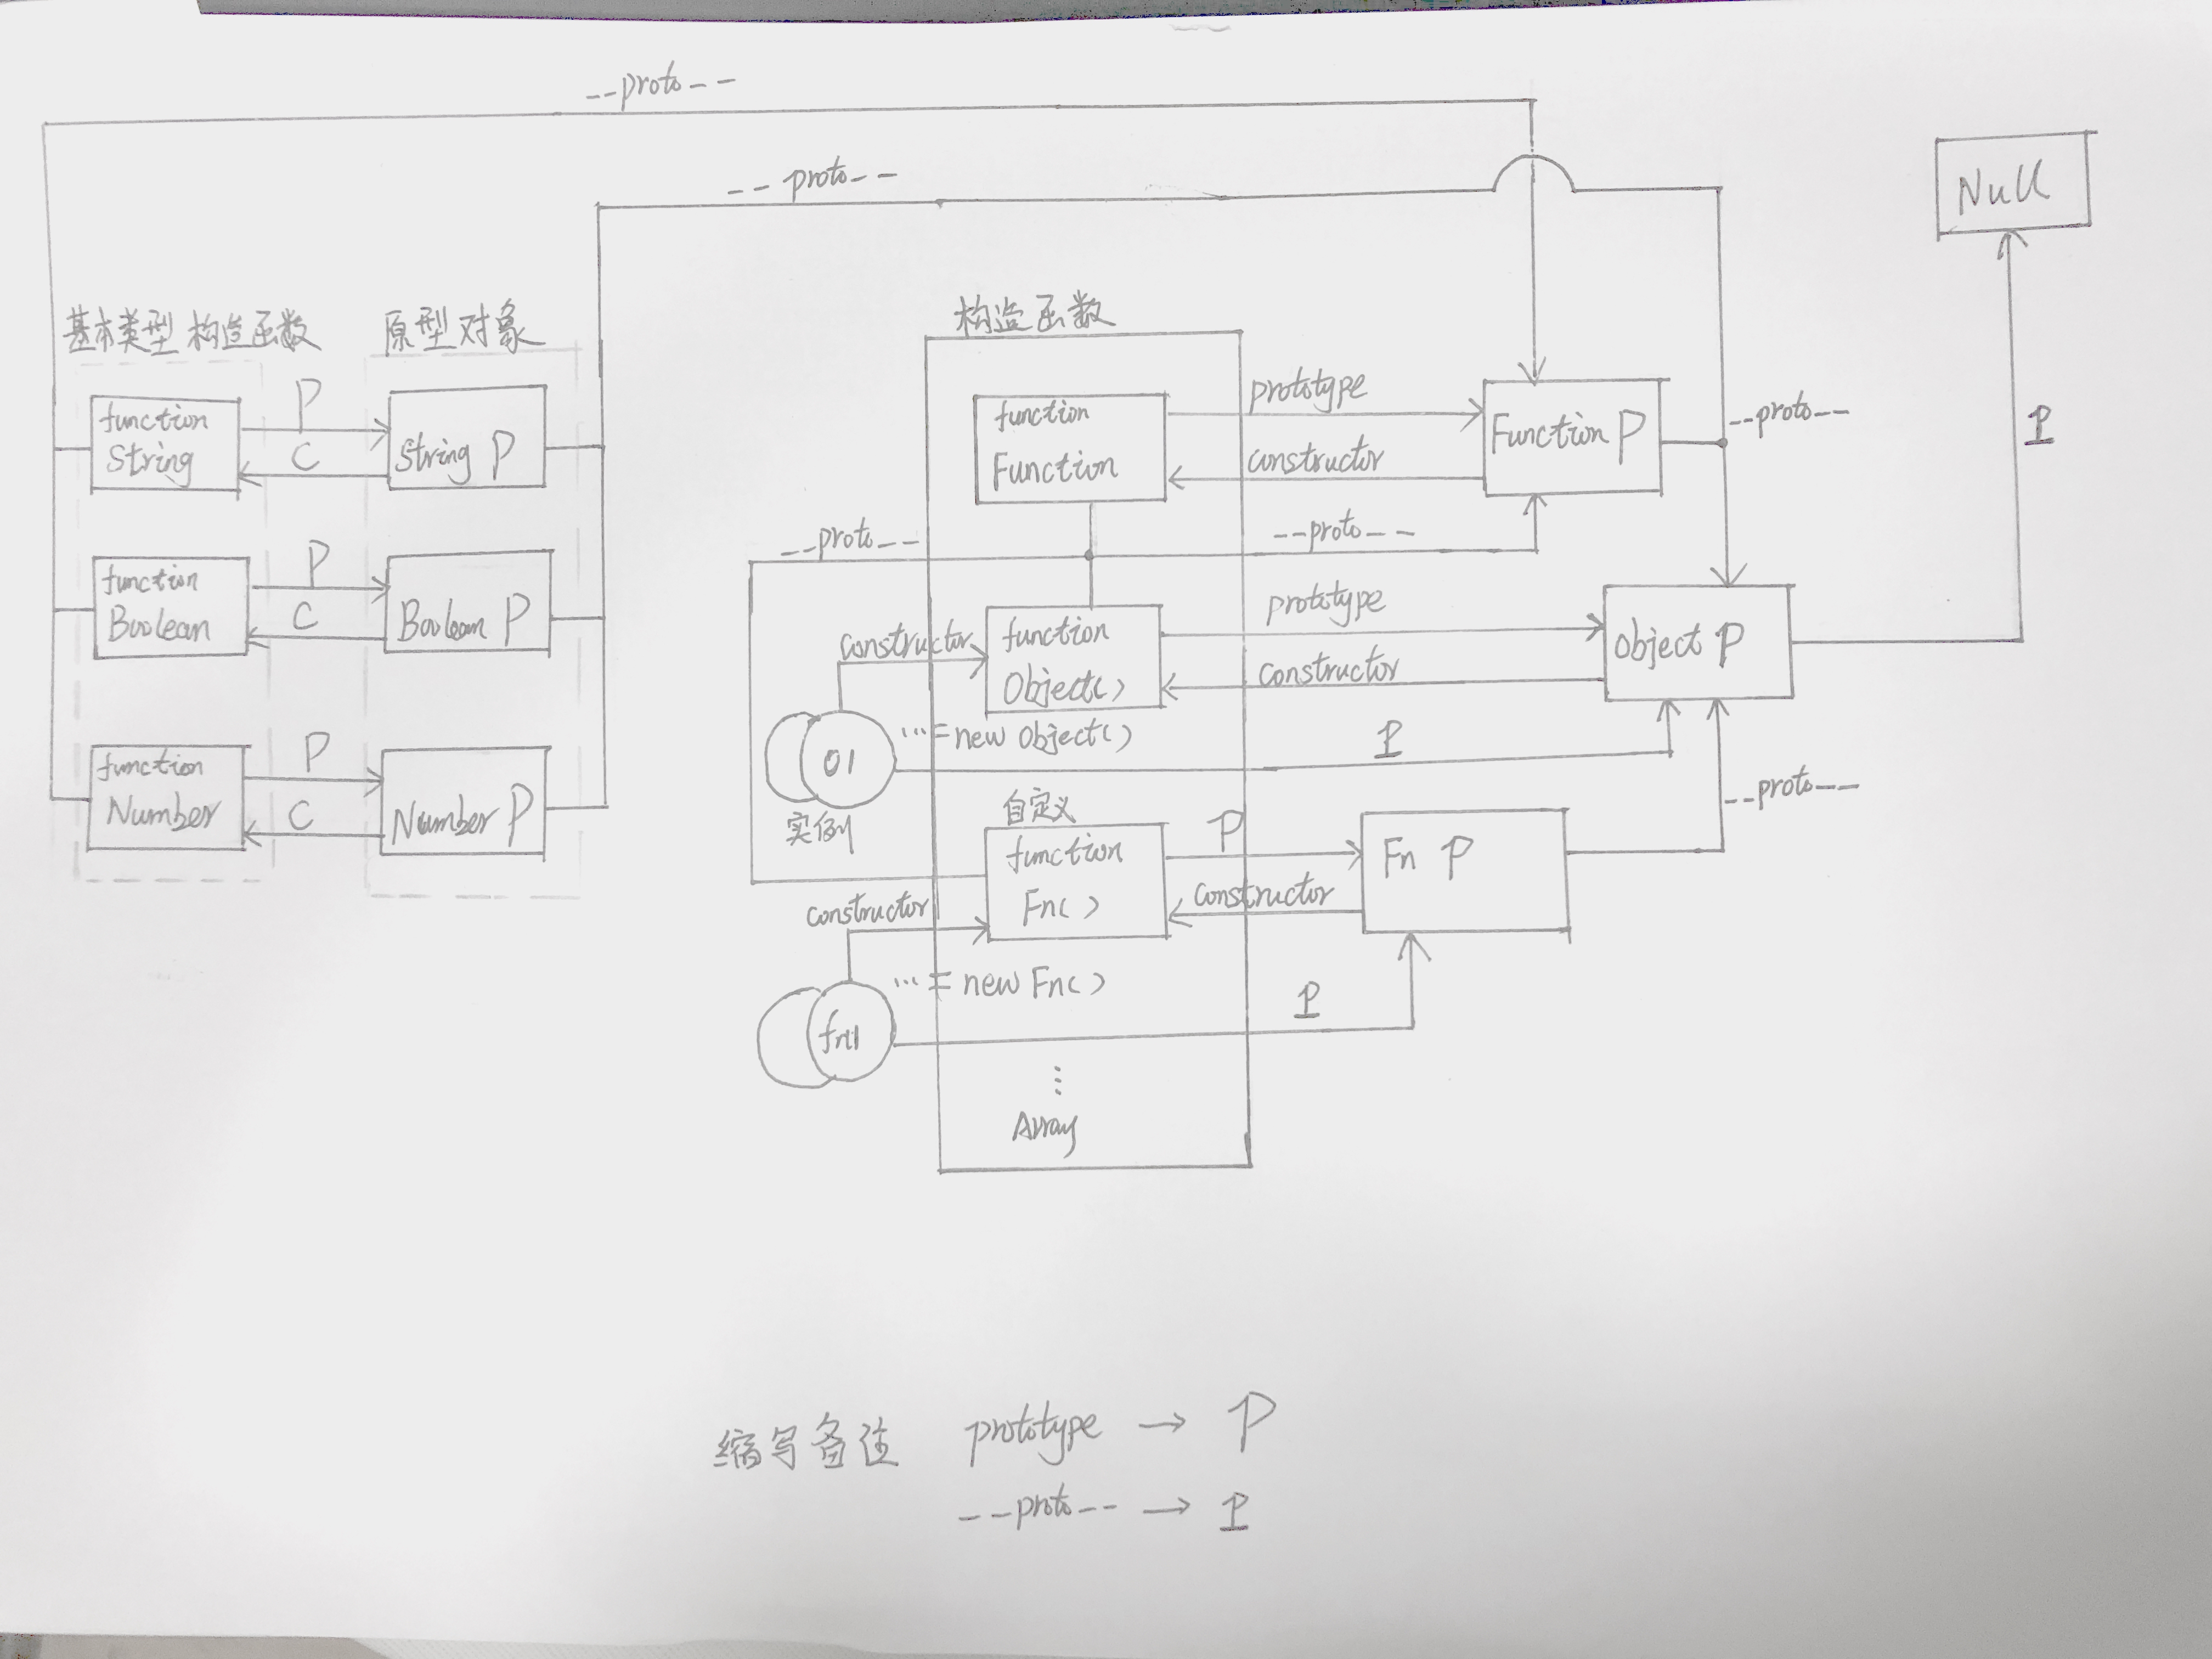 --proto--
--proto--
Null
基本类型构造函数
原型对象
构造函数
function
String
P
C
String P
function
Function
prototype
constructor
Function P
--proto--
P
--proto--
--proto--
function
Boolean
P
C
Boolean P
constructor
function
Object()
prototype
constructor
Object P
O1
...=new Object()
P
实例
function
Number
P
C
Number P
自定义
function
Fn()
P
constructor
Fn P
--proto--
constructor
fn1
...= new Fn()
P
...
Array
缩写备注 prototype → P
--proto-- → P